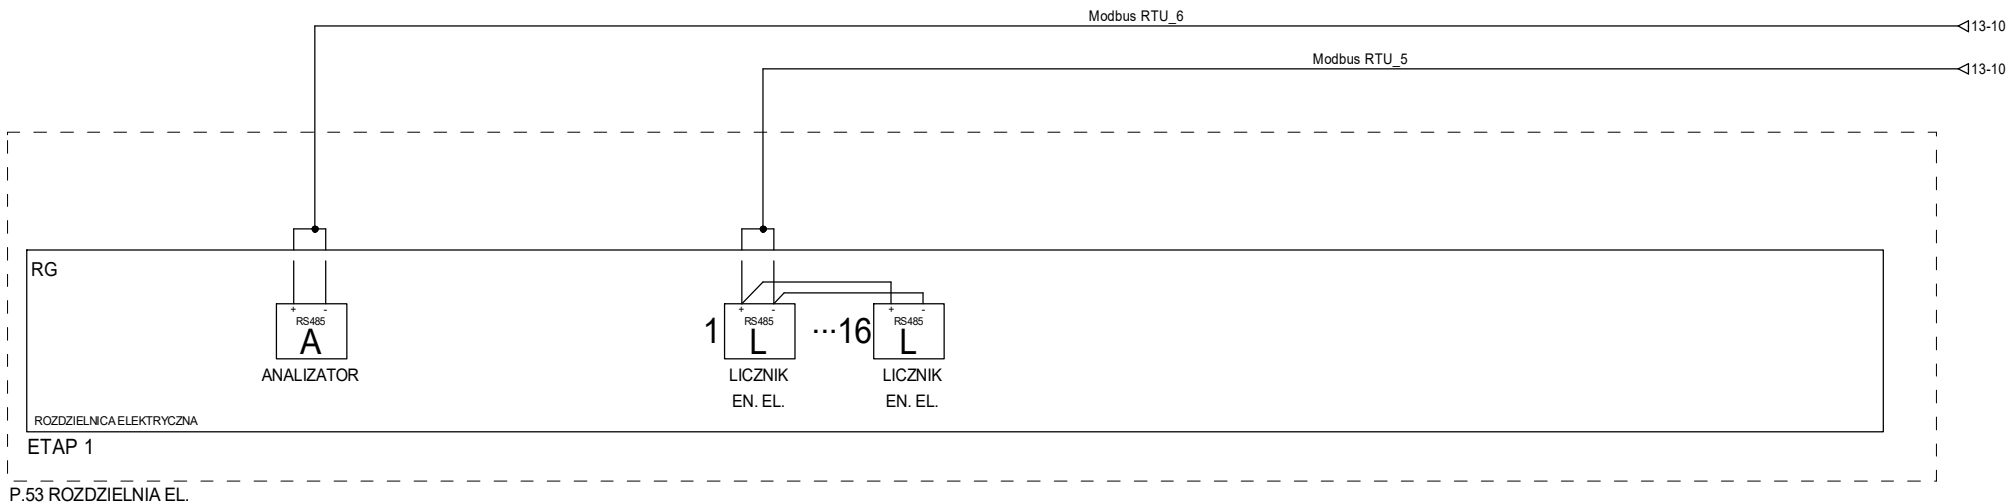 Modbus RTU_6
13-10
Modbus RTU_5
13-10
RG
+ -
RS485
A
ANALIZATOR
1
+ -
RS485
L
LICZNIK
EN. EL.
...16
+ -
RS485
L
LICZNIK
EN. EL.
ROZDZIELNICA ELEKTRYCZNA
ETAP 1
P.53 ROZDZIELNIA EL.